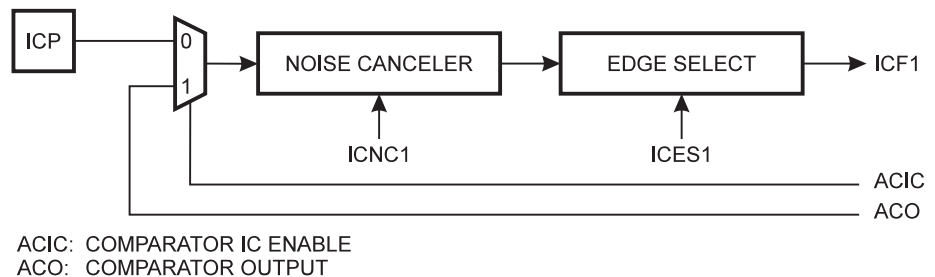 ICP
0
1
NOISE CANCELER
EDGE SELECT
ICF1
ICNC1
ICES1
ACIC
ACO
ACIC: COMPARATOR IC ENABLE
ACO: COMPARATOR OUTPUT